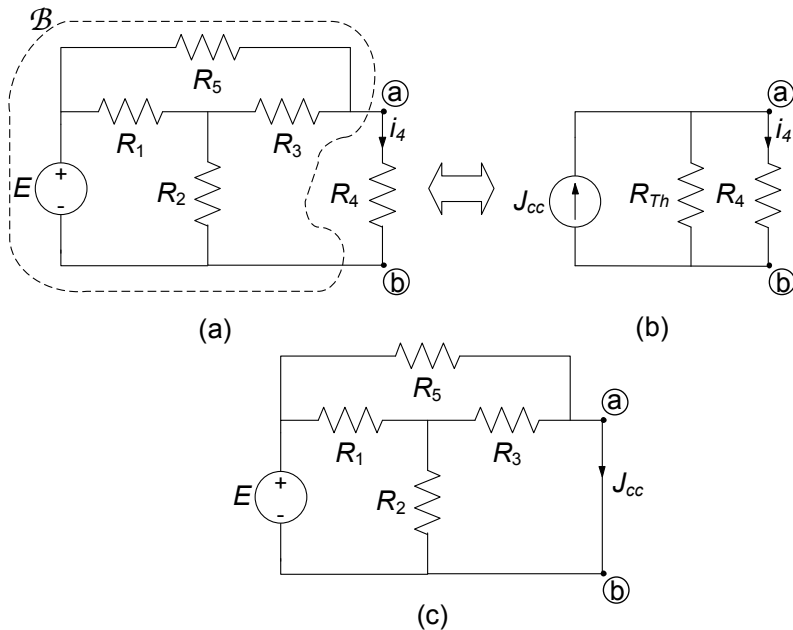 ℬ
R5
a
R1
R3
i4
E
+
-
R2
R4
b
(a)
a
i4
Jcc
RTh
R4
b
(b)
R5
a
R1
R3
Jcc
E
+
-
R2
b
(c)